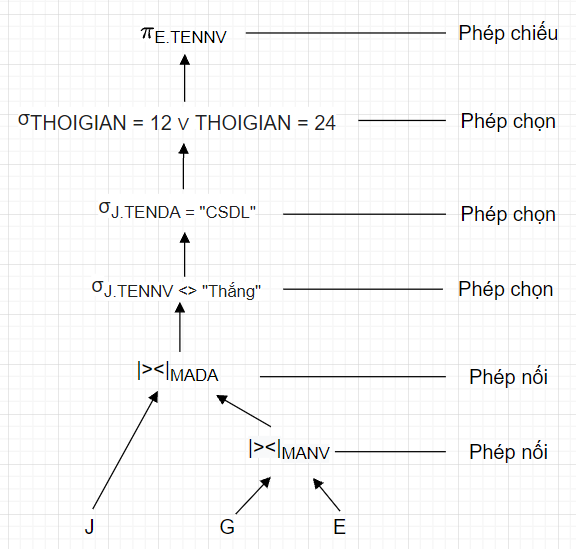 πE.TENNV Phép chiếu
σTHOIGIAN = 12 ∨ THOIGIAN = 24 Phép chọn
σJ.TENDA = "CSDL" Phép chọn
σJ.TENNV <> "Thắng" Phép chọn
|><|MADA Phép nối
|><|MANV Phép nối
J G E